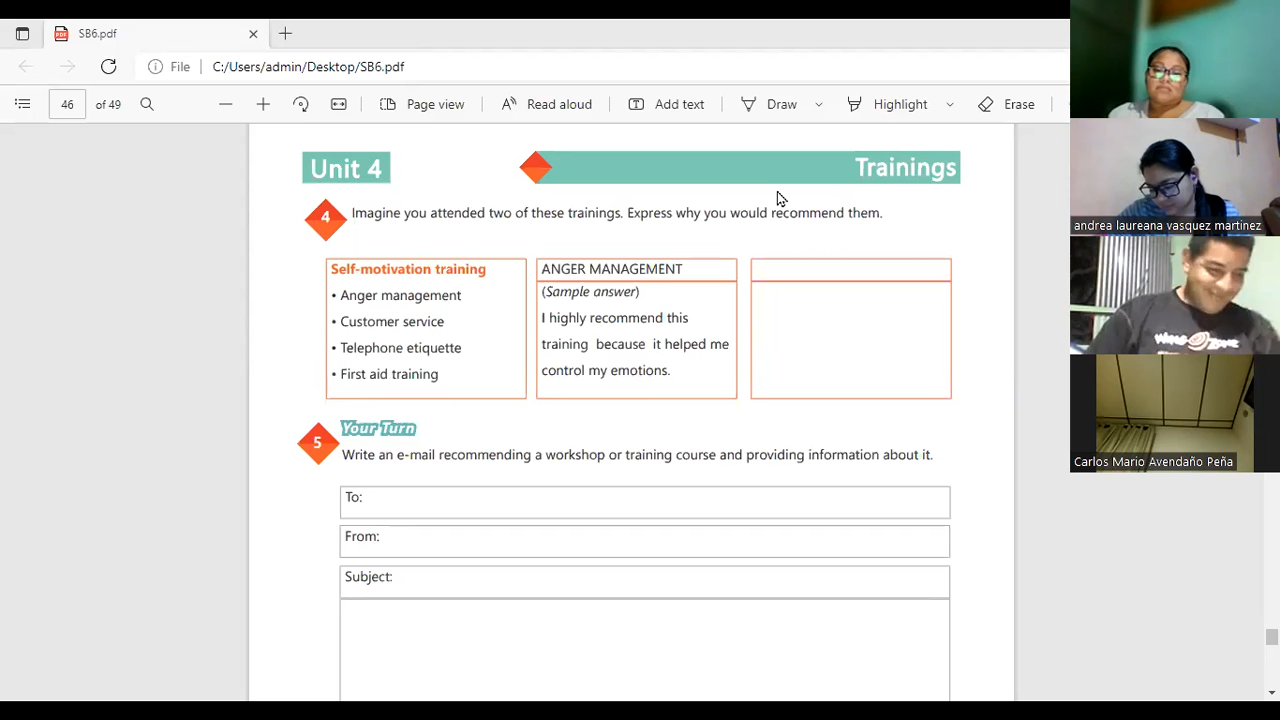 SB6.pdf
File
C:/Users/admin/Desktop/SB6.pdf
46
of 49
Page view
Read aloud
Add text
Draw
Highlight
Erase
Unit 4
Trainings
4
Imagine you attended two of these trainings. Express why you would recommend them.
Self-motivation training
• Anger management
• Customer service
• Telephone etiquette
• First aid training
ANGER MANAGEMENT
(Sample answer)
I highly recommend this
training because it helped me
control my emotions.
5
Your Turn
Write an e-mail recommending a workshop or training course and providing information about it.
To:
From:
Subject:
andrea laureana vasquez martinez
WING ZONE
Carlos Mario Avendaño Peña